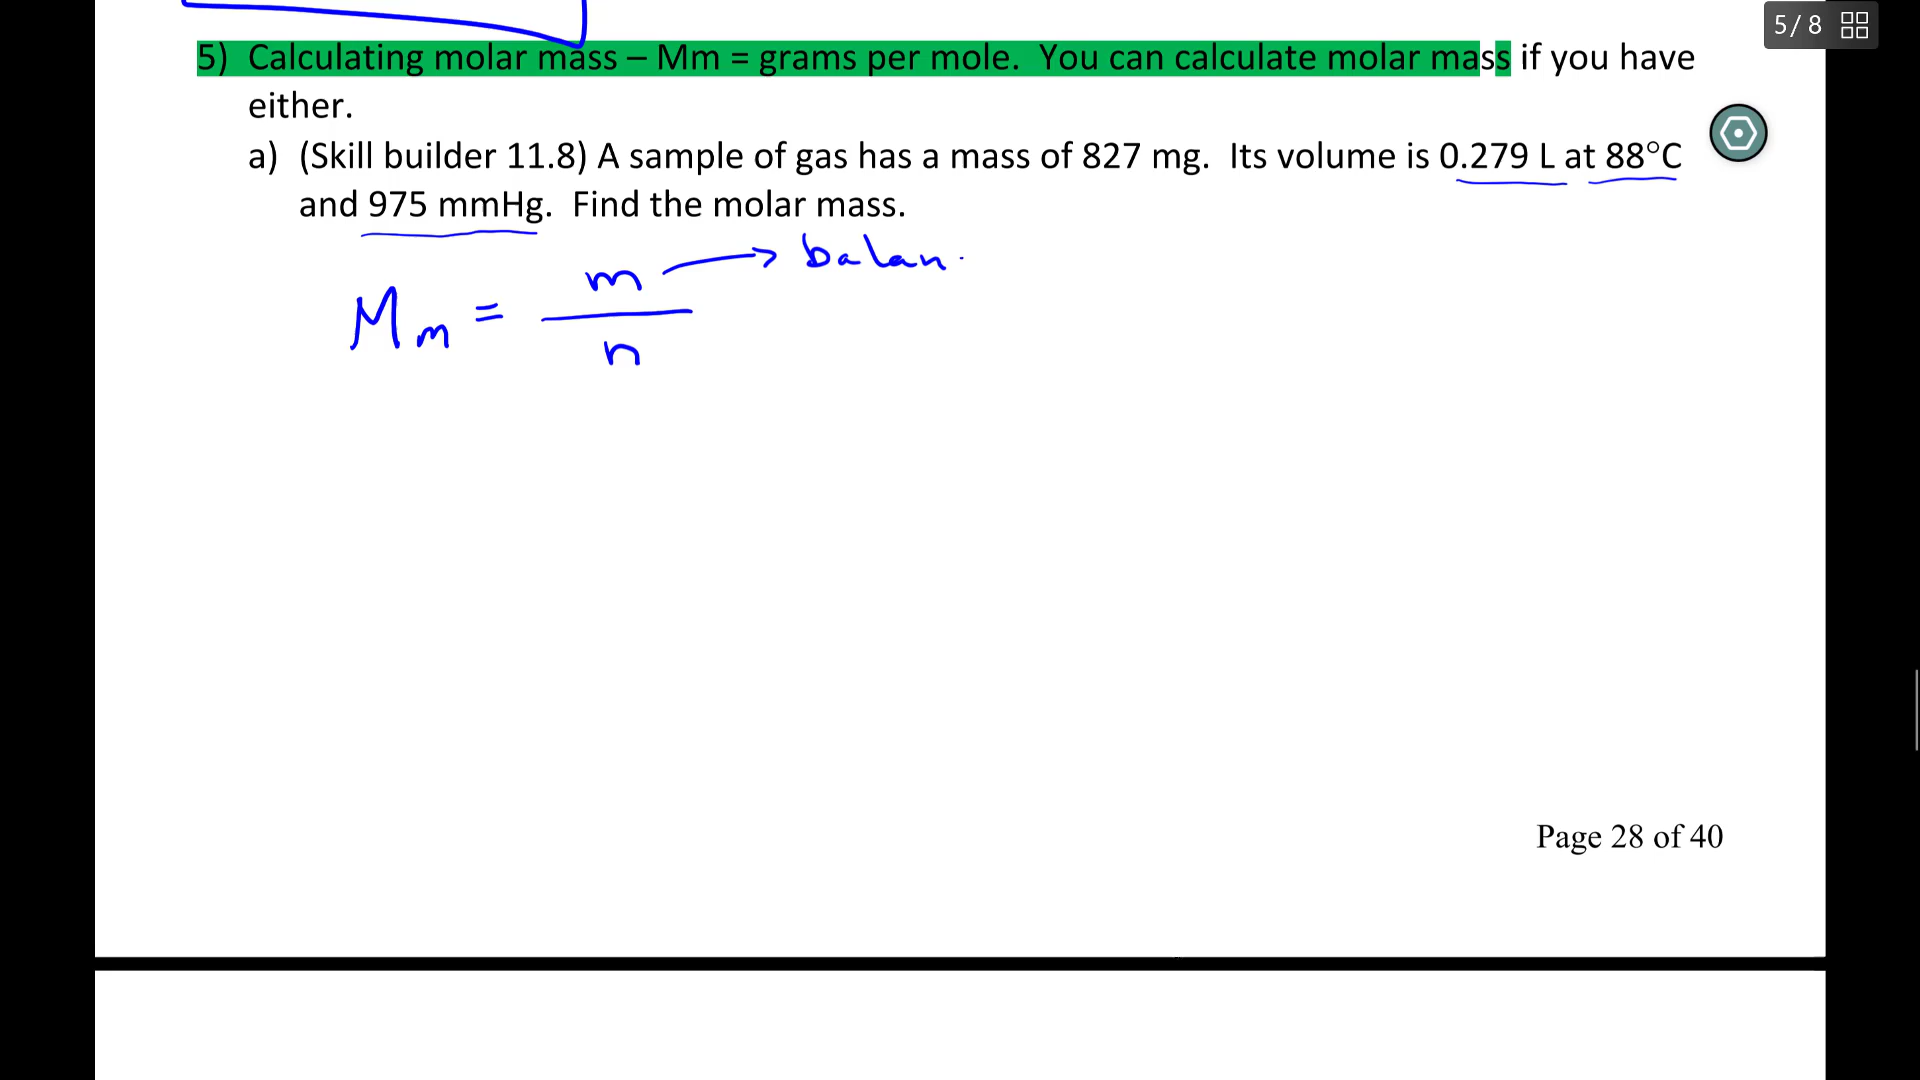 5/8
5) Calculating molar mass – Mm = grams per mole. You can calculate molar mass if you have
either.
a) (Skill builder 11.8) A sample of gas has a mass of 827 mg. Its volume is 0.279 L at 88°C
and 975 mmHg. Find the molar mass.
Mm = m / n → balan.
Page 28 of 40